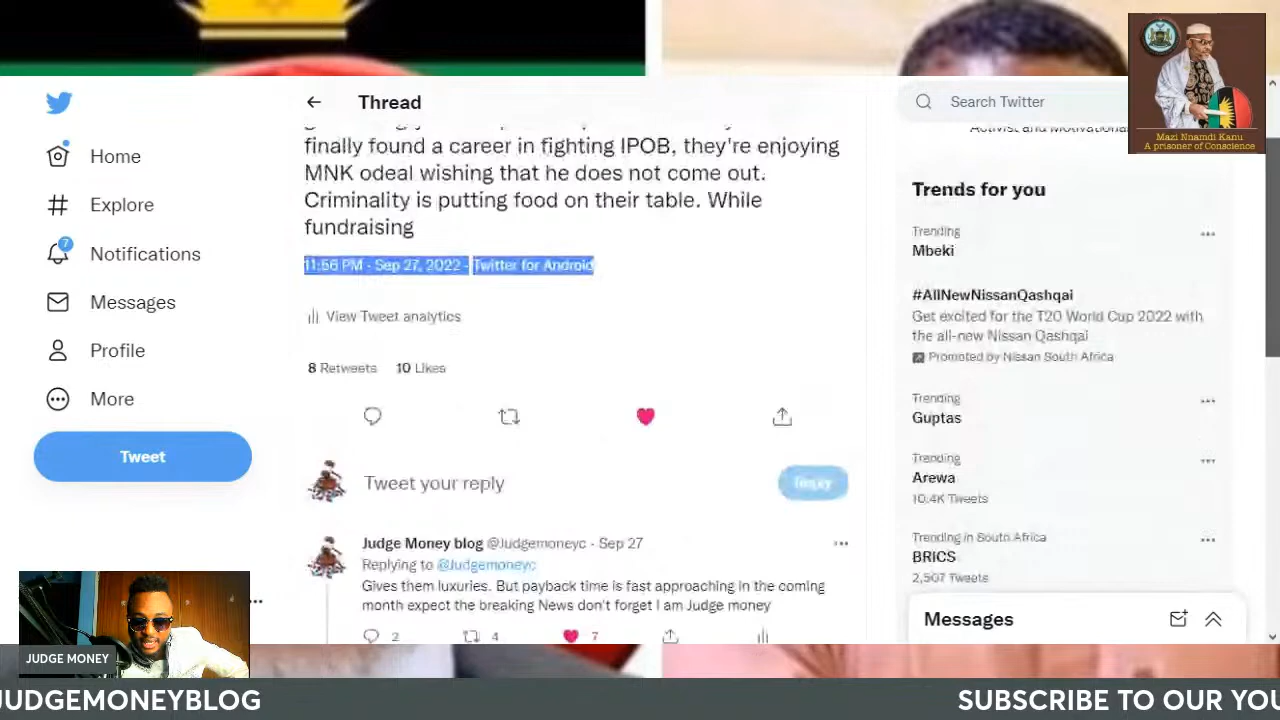 Thread
finally found a career in fighting IPOB, they're enjoying
MNK odeal wishing that he does not come out.
Criminality is putting food on their table. While
fundraising
11:56 PM · Sep 27, 2022 · Twitter for Android
View Tweet analytics
8 Retweets 10 Likes
Tweet your reply
Reply
Judge Money blog @Judgemoneyc · Sep 27
Replying to @Judgemoneyc
Gives them luxuries. But payback time is fast approaching in the coming
month expect the breaking News don't forget I am Judge money
2 4 7
Home
Explore
7
Notifications
Messages
Profile
More
Tweet
Search Twitter
Activist and Motivational
Trends for you
Trending
Mbeki
#AllNewNissanQashqai
Get excited for the T20 World Cup 2022 with
the all-new Nissan Qashqai
Promoted by Nissan South Africa
Trending
Guptas
Trending
Arewa
10.4K Tweets
Trending in South Africa
BRICS
2,507 Tweets
Messages
Mazi Nnamdi Kanu
A prisoner of Conscience
JUDGE MONEY
JUDGEMONEYBLOG
SUBSCRIBE TO OUR YOU